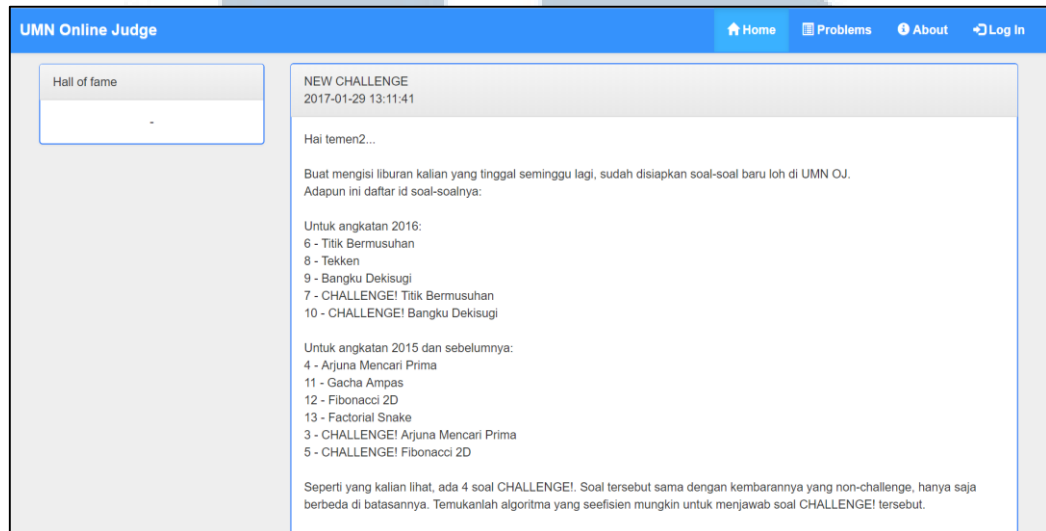 UMN Online Judge
Home
Problems
About
Log In
Hall of fame
-
NEW CHALLENGE
2017-01-29 13:11:41
Hai temen2...
Buat mengisi liburan kalian yang tinggal seminggu lagi, sudah disiapkan soal-soal baru loh di UMN OJ.
Adapun ini daftar id soal-soalnya:
Untuk angkatan 2016:
6 - Titik Bermusuhan
8 - Tekken
9 - Bangku Dekisugi
7 - CHALLENGE! Titik Bermusuhan
10 - CHALLENGE! Bangku Dekisugi
Untuk angkatan 2015 dan sebelumnya:
4 - Arjuna Mencari Prima
11 - Gacha Ampas
12 - Fibonacci 2D
13 - Factorial Snake
3 - CHALLENGE! Arjuna Mencari Prima
5 - CHALLENGE! Fibonacci 2D
Seperti yang kalian lihat, ada 4 soal CHALLENGE!. Soal tersebut sama dengan kembarannya yang non-challenge, hanya saja
berbeda di batasannya. Temukanlah algoritma yang seefisien mungkin untuk menjawab soal CHALLENGE! tersebut.